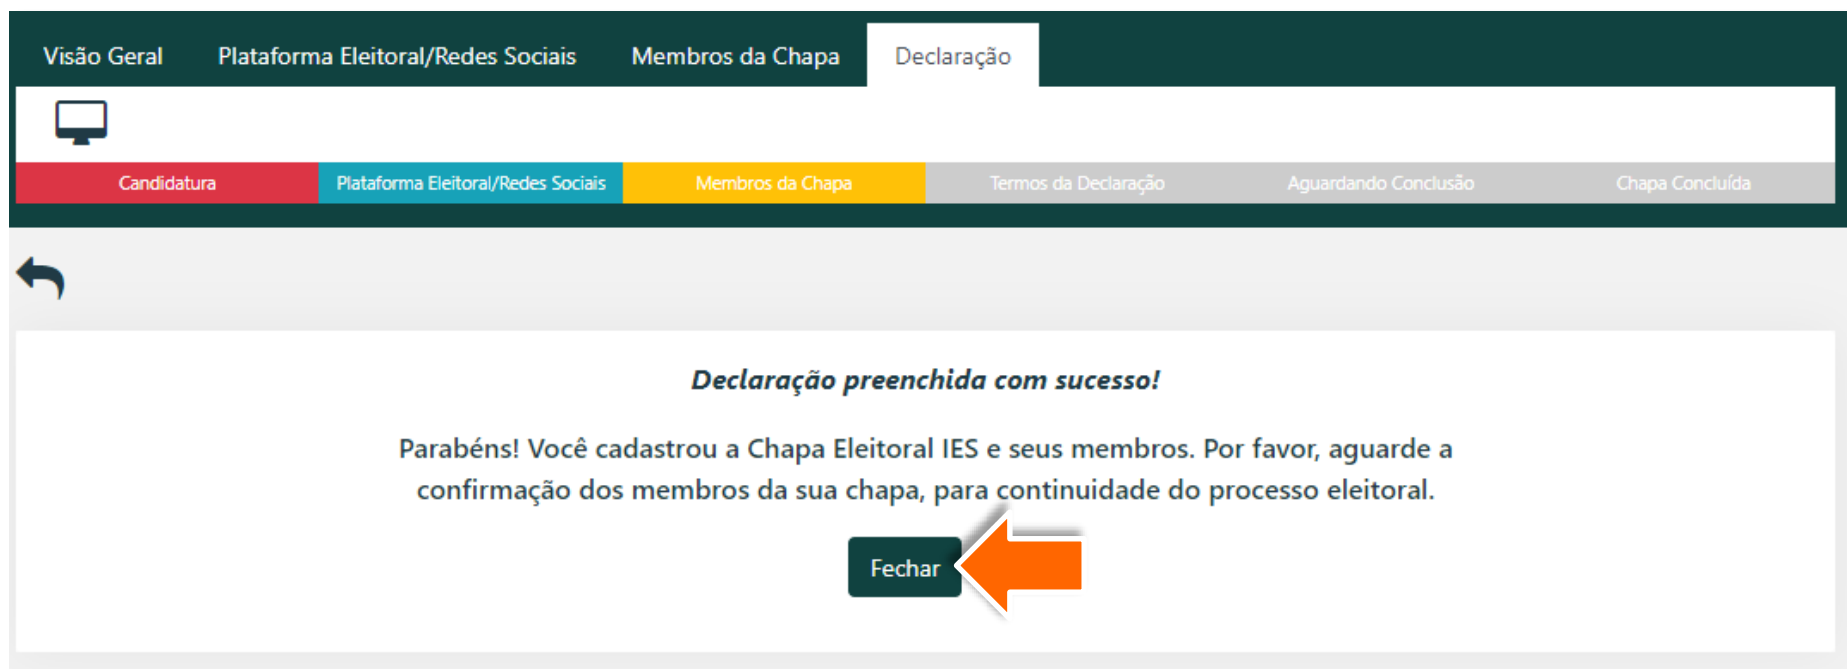 Visão Geral Plataforma Eleitoral/Redes Sociais Membros da Chapa Declaração
Candidatura Plataforma Eleitoral/Redes Sociais Membros da Chapa Termos da Declaração Aguardando Conclusão Chapa Concluída
Declaração preenchida com sucesso!
Parabéns! Você cadastrou a Chapa Eleitoral IES e seus membros. Por favor, aguarde a
confirmação dos membros da sua chapa, para continuidade do processo eleitoral.
Fechar